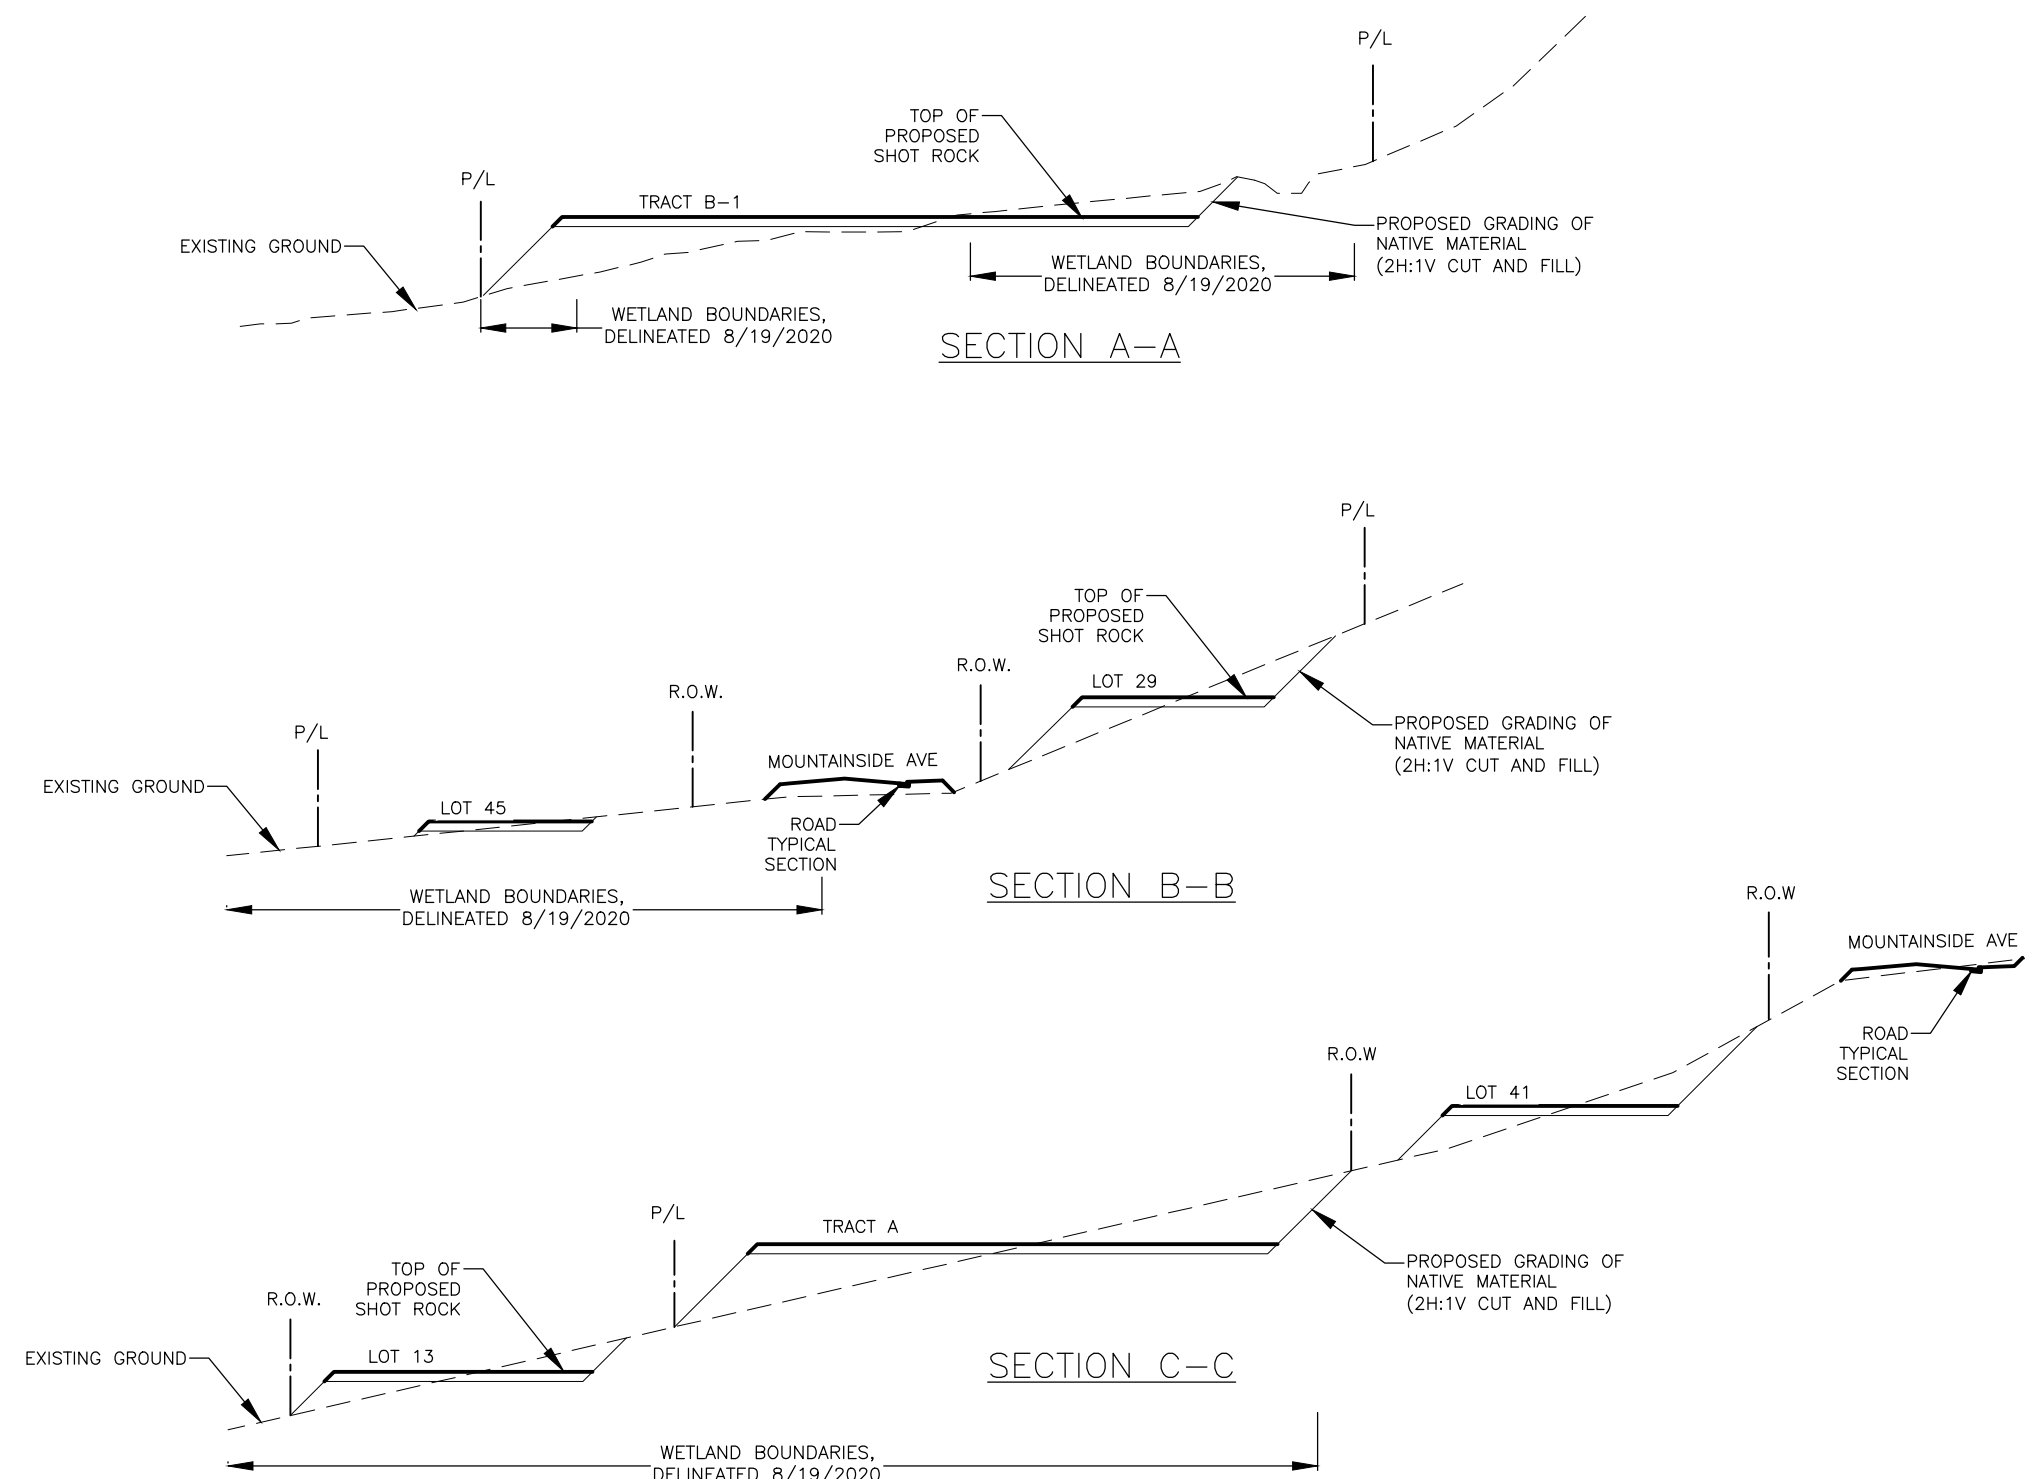 P/L
TOP OF
PROPOSED
SHOT ROCK
P/L
TRACT B-1
EXISTING GROUND
PROPOSED GRADING OF
NATIVE MATERIAL
(2H:1V CUT AND FILL)
WETLAND BOUNDARIES,
DELINEATED 8/19/2020
WETLAND BOUNDARIES,
DELINEATED 8/19/2020
SECTION A-A
P/L
TOP OF
PROPOSED
SHOT ROCK
R.O.W.
R.O.W.
LOT 29
P/L
PROPOSED GRADING OF
NATIVE MATERIAL
(2H:1V CUT AND FILL)
MOUNTAINSIDE AVE
EXISTING GROUND
LOT 45
ROAD
TYPICAL
SECTION
WETLAND BOUNDARIES,
DELINEATED 8/19/2020
SECTION B-B
R.O.W
MOUNTAINSIDE AVE
ROAD
TYPICAL
SECTION
R.O.W
LOT 41
P/L
TRACT A
PROPOSED GRADING OF
NATIVE MATERIAL
(2H:1V CUT AND FILL)
TOP OF
PROPOSED
SHOT ROCK
R.O.W.
EXISTING GROUND
LOT 13
SECTION C-C
WETLAND BOUNDARIES,
DELINEATED 8/19/2020